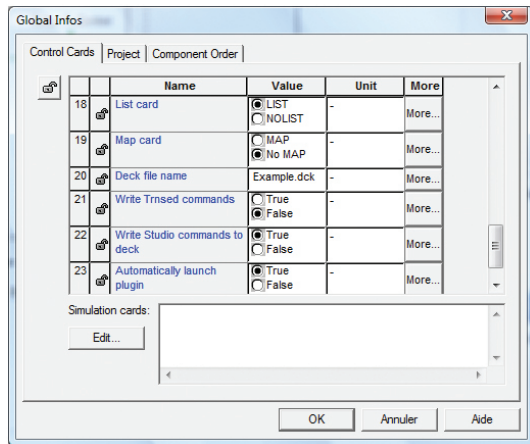 Global Infos
Control Cards Project Component Order
Name Value Unit More
18 List card LIST - More...
NOLIST
19 Map card MAP - More...
No MAP
20 Deck file name Example.dck - More...
21 Write Trnsed commands True - More...
False
22 Write Studio commands to True - More...
deck False
23 Automatically launch True - More...
plugin False
Simulation cards:
Edit...
OK Annuler Aide